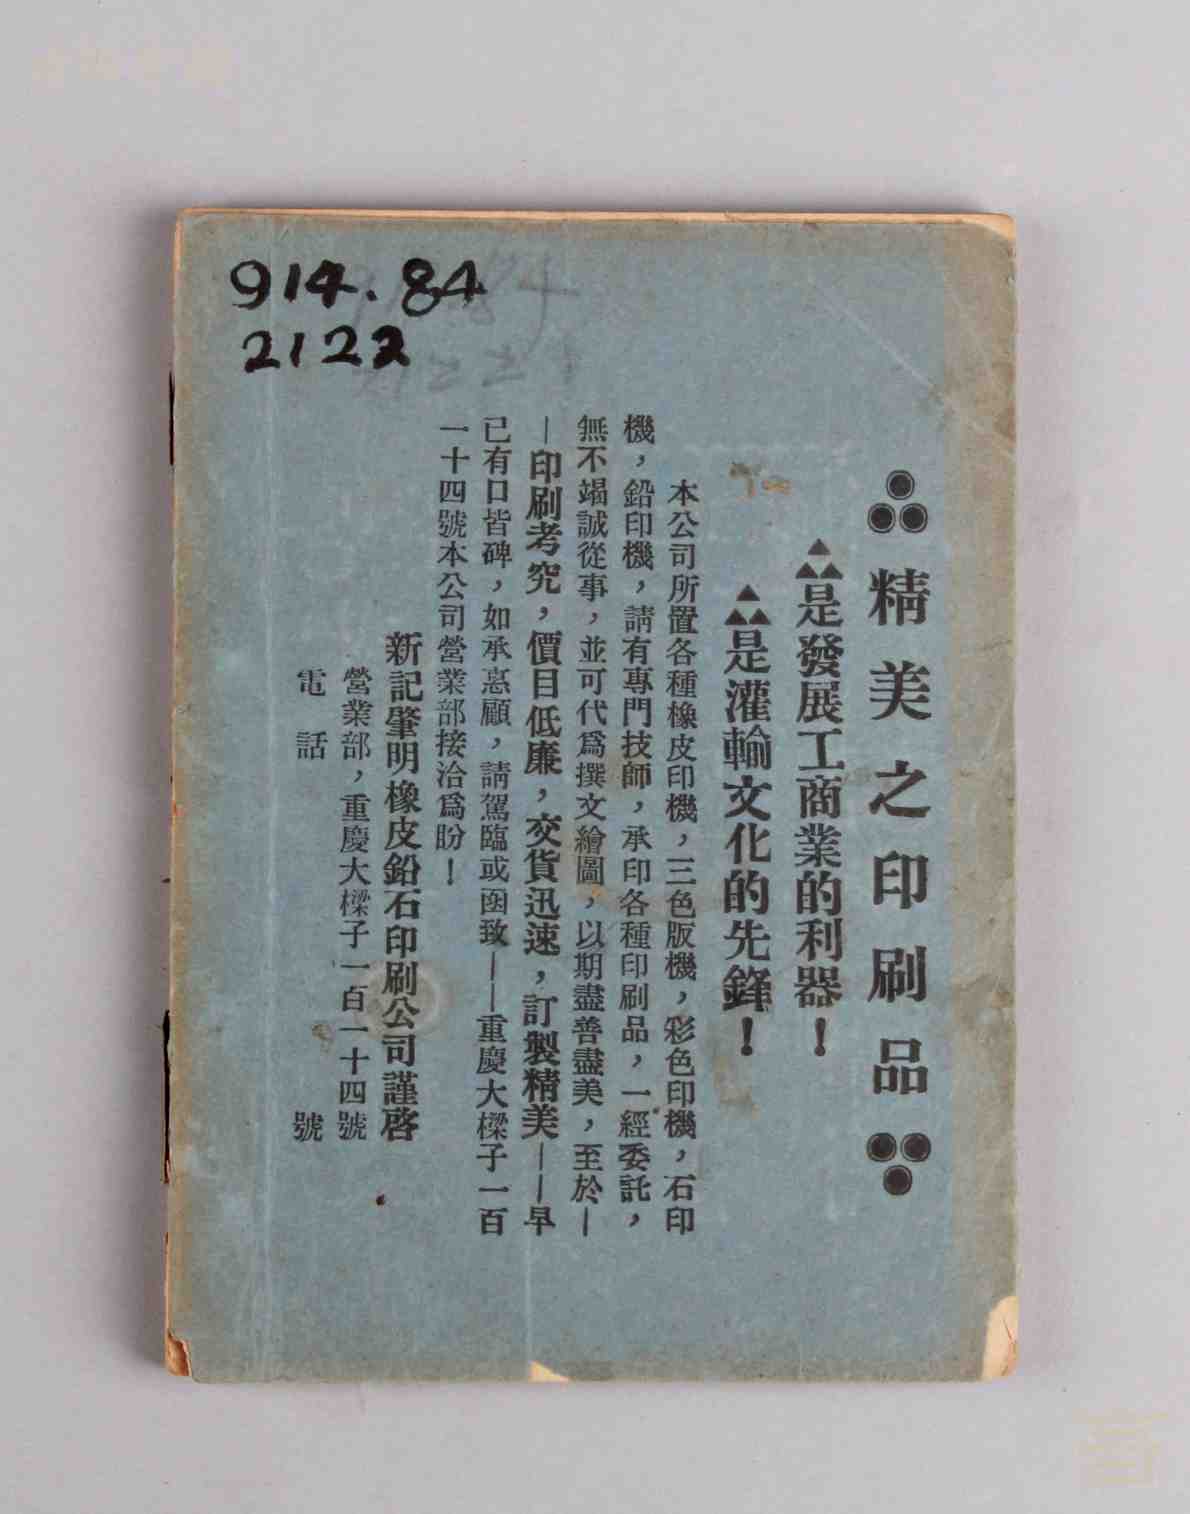 914.84
2122
精美之印刷品
是發展工商業的利器！
是灌輸文化的先鋒！
本公司所置各種橡皮印機，三色版機，彩色印機，石印
機，鉛印機，請有專門技師，承印各種印刷品，一經委託，
無不竭誠從事，並可代爲撰文繪圖，以期盡善盡美，至於—
—印刷考究，價目低廉，交貨迅速，訂製精美——早
已有口皆碑，如承惠顧，請駕臨或函致——重慶大樑子一百
一十四號本公司營業部接洽爲盼！
新記肇明橡皮鉛石印刷公司謹啓
營業部，重慶大樑子一百一十四號
電話　　　號